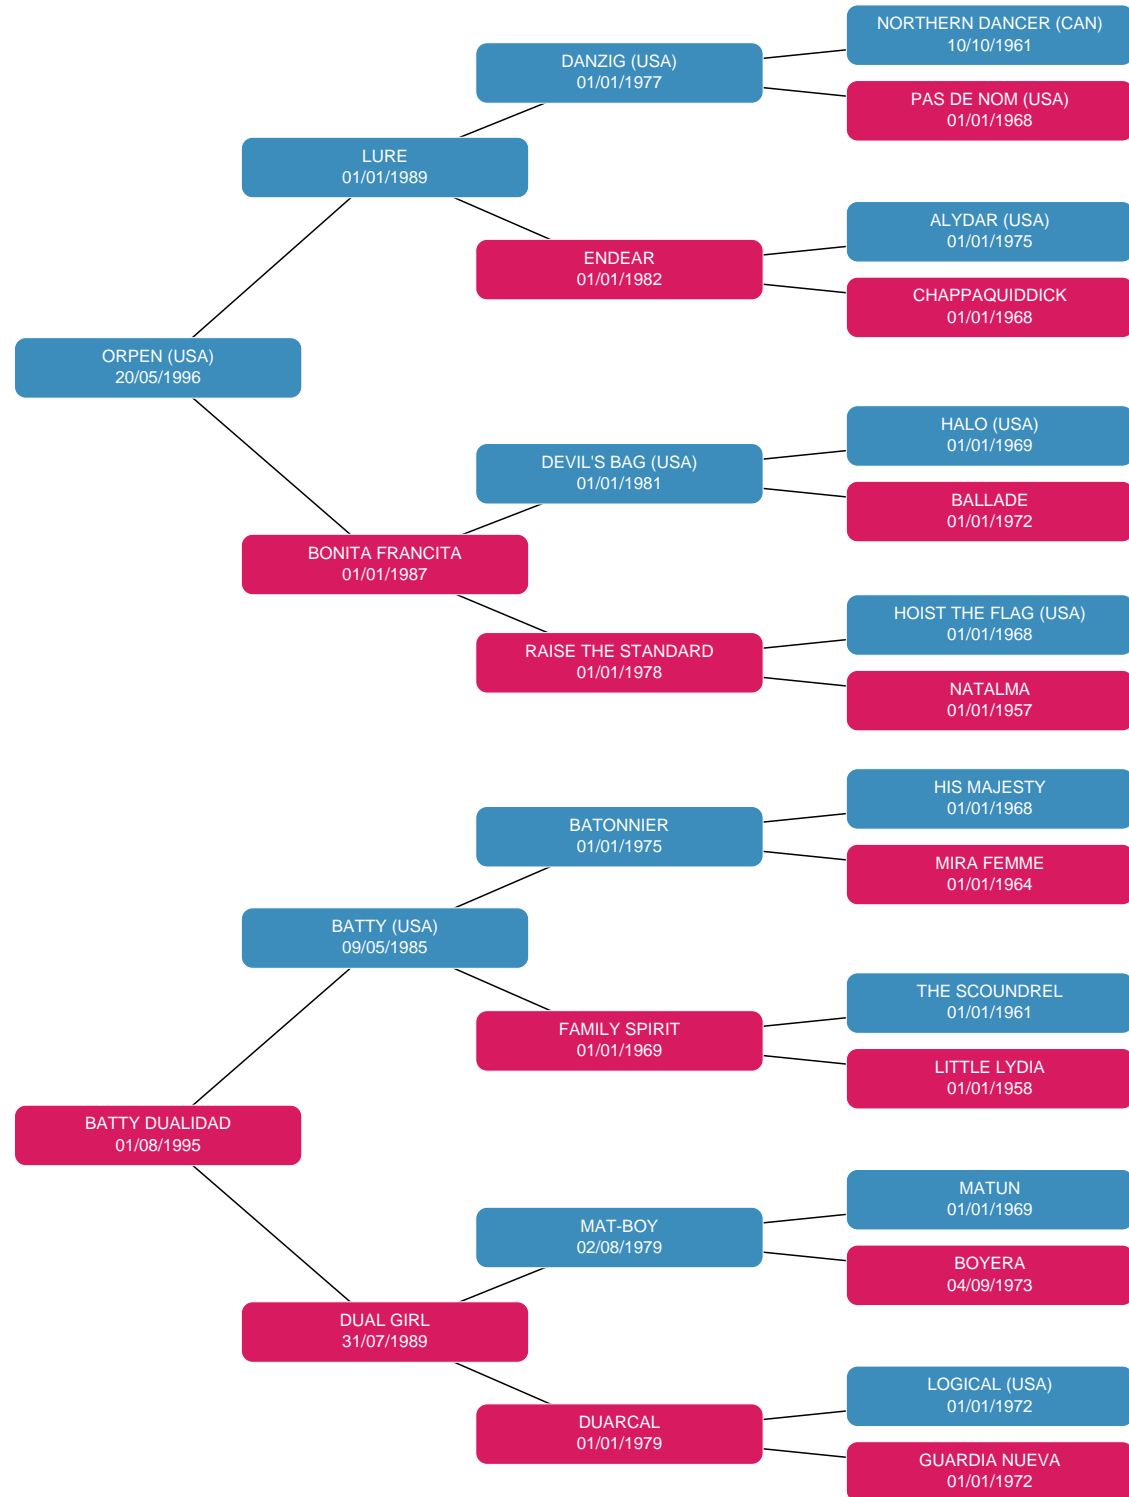 NORTHERN DANCER (CAN)
10/10/1961
DANZIG (USA)
01/01/1977
PAS DE NOM (USA)
01/01/1968
LURE
01/01/1989
ALYDAR (USA)
01/01/1975
ENDEAR
01/01/1982
CHAPPAQUIDDICK
01/01/1968
ORPEN (USA)
20/05/1996
HALO (USA)
01/01/1969
DEVIL'S BAG (USA)
01/01/1981
BALLADE
01/01/1972
BONITA FRANCITA
01/01/1987
HOIST THE FLAG (USA)
01/01/1968
RAISE THE STANDARD
01/01/1978
NATALMA
01/01/1957
HIS MAJESTY
01/01/1968
BATONNIER
01/01/1975
MIRA FEMME
01/01/1964
BATTY (USA)
09/05/1985
THE SCOUNDREL
01/01/1961
FAMILY SPIRIT
01/01/1969
LITTLE LYDIA
01/01/1958
BATTY DUALIDAD
01/08/1995
MATUN
01/01/1969
MAT-BOY
02/08/1979
BOYERA
04/09/1973
DUAL GIRL
31/07/1989
LOGICAL (USA)
01/01/1972
DUARCAL
01/01/1979
GUARDIA NUEVA
01/01/1972